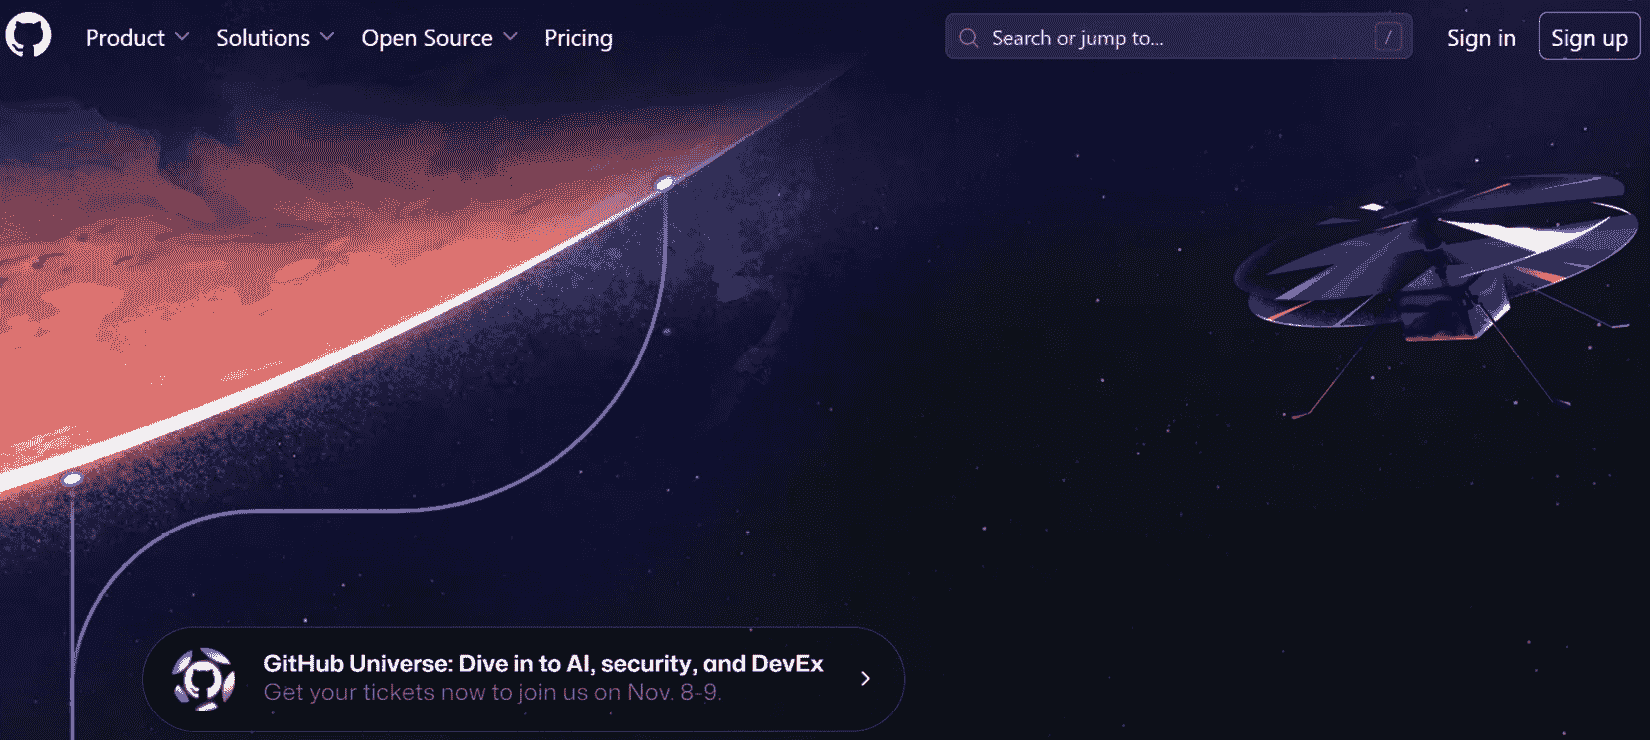 Product
Solutions
Open Source
Pricing
Search or jump to...
/
Sign in
Sign up
GitHub Universe: Dive in to AI, security, and DevEx
Get your tickets now to join us on Nov. 8-9.